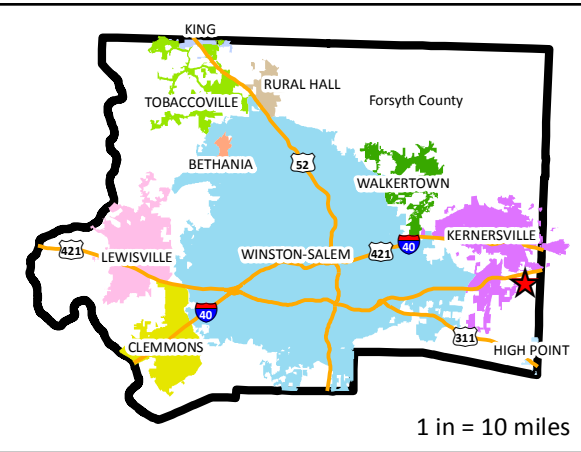 KING
RURAL HALL
TOBACCOVILLE
Forsyth County
BETHANIA
52
WALKERTOWN
KERNERSVILLE
421
LEWISVILLE
WINSTON-SALEM
421
40
40
CLEMMONS
311
HIGH POINT
1 in = 10 miles